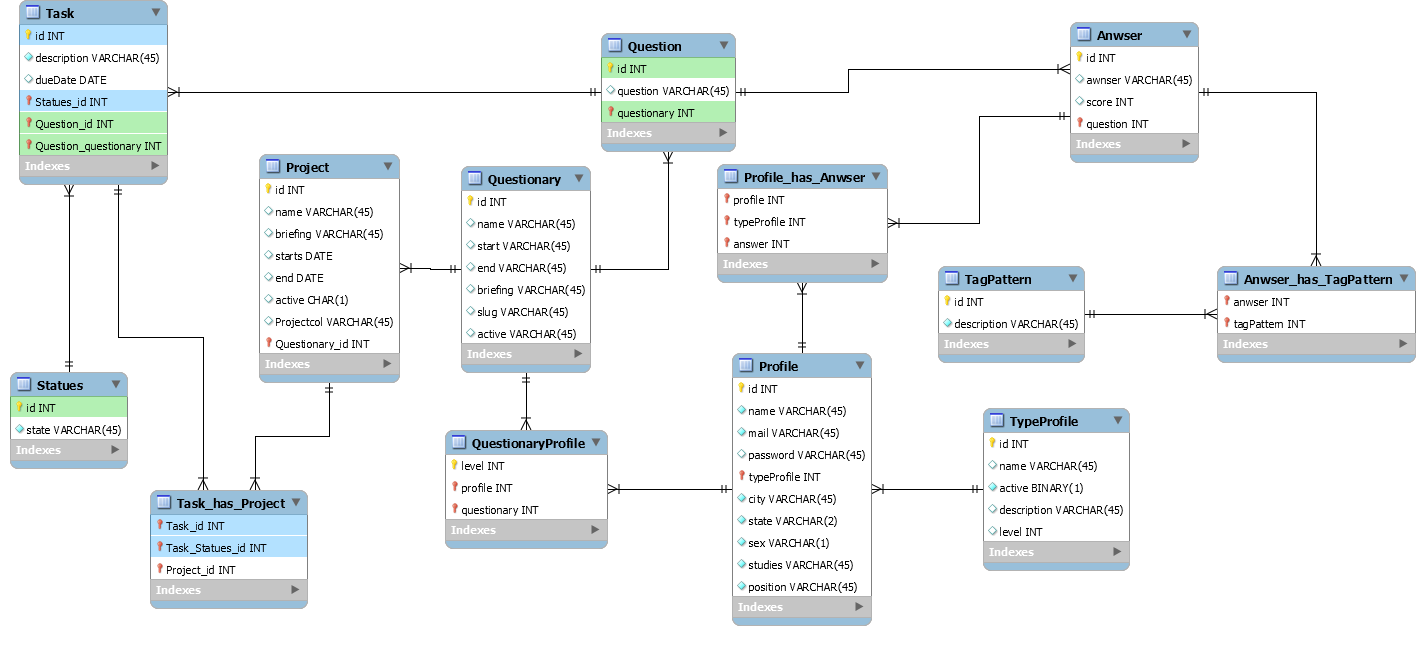 Task
id INT
description VARCHAR(45)
dueDate DATE
Statues_id INT
Question_id INT
Question_questionary INT
Indexes
Question
id INT
question VARCHAR(45)
questionary INT
Indexes
Anwser
id INT
awnser VARCHAR(45)
score INT
question INT
Indexes
Project
id INT
name VARCHAR(45)
briefing VARCHAR(45)
starts DATE
end DATE
active CHAR(1)
Projectcol VARCHAR(45)
Questionary_id INT
Indexes
Questionary
id INT
name VARCHAR(45)
start VARCHAR(45)
end VARCHAR(45)
briefing VARCHAR(45)
slug VARCHAR(45)
active VARCHAR(45)
Indexes
Profile_has_Anwser
profile INT
typeProfile INT
answer INT
Indexes
TagPattern
id INT
description VARCHAR(45)
Indexes
Anwser_has_TagPattern
anwser INT
tagPattern INT
Indexes
Statues
id INT
state VARCHAR(45)
Indexes
QuestionaryProfile
level INT
profile INT
questionary INT
Indexes
Profile
id INT
name VARCHAR(45)
mail VARCHAR(45)
password VARCHAR(45)
typeProfile INT
city VARCHAR(45)
state VARCHAR(2)
sex VARCHAR(1)
studies VARCHAR(45)
position VARCHAR(45)
Indexes
TypeProfile
id INT
name VARCHAR(45)
active BINARY(1)
description VARCHAR(45)
level INT
Indexes
Task_has_Project
Task_id INT
Task_Statues_id INT
Project_id INT
Indexes